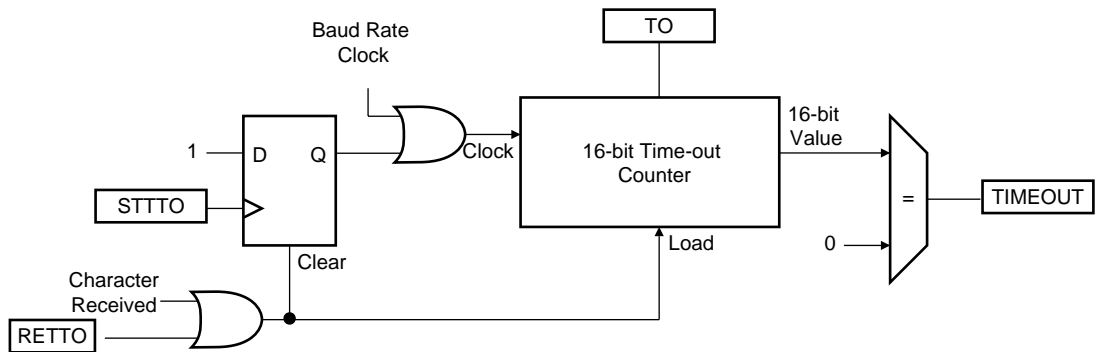 TO
Baud Rate
Clock
1
D
Q
Clock
16-bit Time-out
Counter
16-bit
Value
STTTO
=
TIMEOUT
Clear
Load
0
Character
Received
RETTO